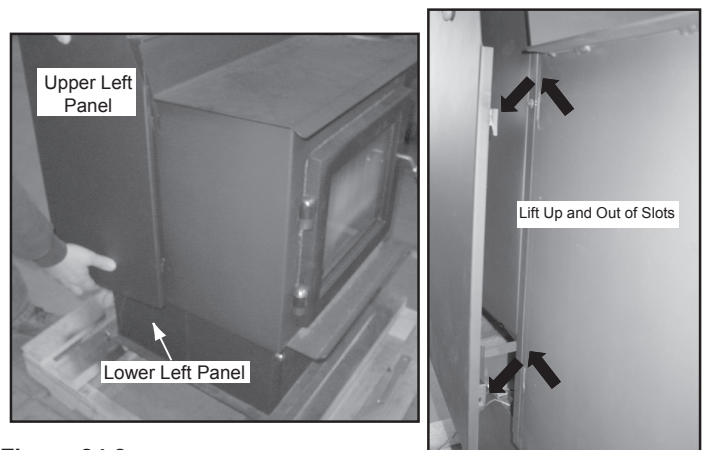 Upper Left
Panel
Lower Left Panel
Lift Up and Out of Slots